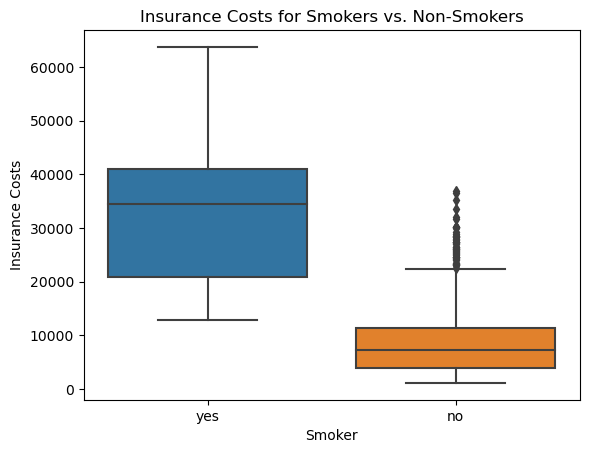 Insurance Costs for Smokers vs. Non-Smokers
Insurance Costs
60000
50000
40000
30000
20000
10000
0
yes
no
Smoker